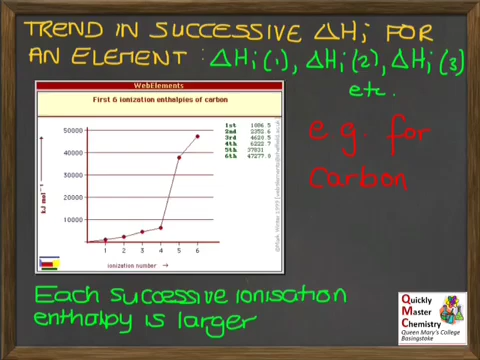 TREND IN SUCCESSIVE ΔHi FOR
AN ELEMENT : ΔHi (1), ΔHi (2), ΔHi (3)
etc.
WebElements
First 6 ionization enthalpies of carbon
1st 1086.5
2nd 2352.6
3rd 4620.5
4th 6222.7
5th 37831
6th 47277.8
50000
40000
30000
20000
10000
kJ mol⁻¹
1 2 3 4 5 6
ionization number →
e.g. for
carbon
Each successive ionisation
enthalpy is larger
Quickly
Master
Chemistry
Queen Mary's College
Basingstoke